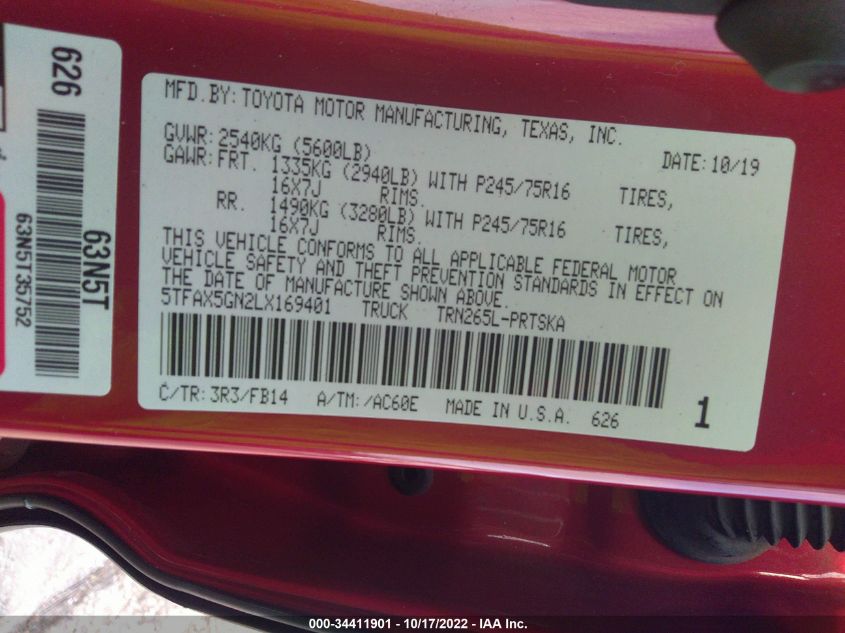 626
63N5T
63N5T35752
MFD.BY:TOYOTA MOTOR MANUFACTURING, TEXAS, INC.
GVWR:2540KG (5600LB) DATE:10/19
GAWR:FRT. 1335KG (2940LB) WITH P245/75R16 TIRES,
16X7J RIMS.
RR. 1490KG (3280LB) WITH P245/75R16 TIRES,
16X7J RIMS.
THIS VEHICLE CONFORMS TO ALL APPLICABLE FEDERAL MOTOR
VEHICLE SAFETY AND THEFT PREVENTION STANDARDS IN EFFECT ON
THE DATE OF MANUFACTURE SHOWN ABOVE.
5TFAX5GN2LX169401 TRUCK TRN265L-PRTSKA
C/TR:3R3/FB14 A/TM:/AC60E MADE IN U.S.A. 626 1
000-34411901 - 10/17/2022 - IAA Inc.